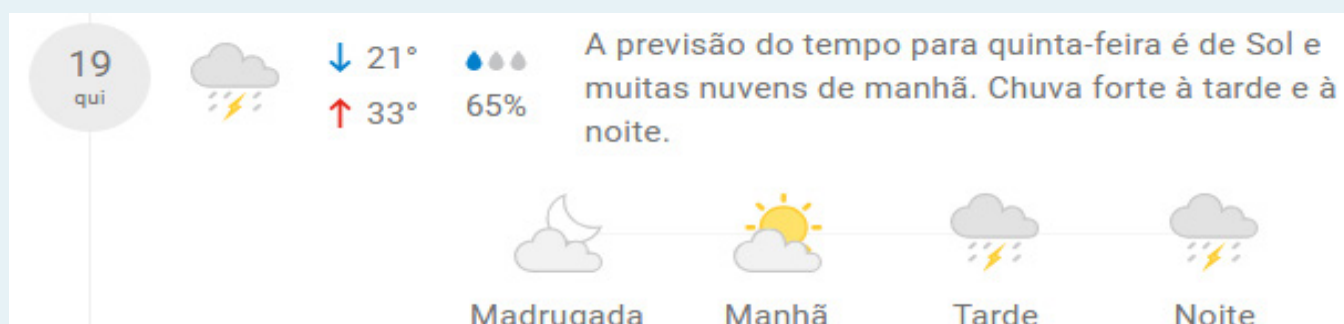 19
qui
↓ 21°
↑ 33°
65%
A previsão do tempo para quinta-feira é de Sol e
muitas nuvens de manhã. Chuva forte à tarde e à
noite.
Madrugada Manhã Tarde Noite